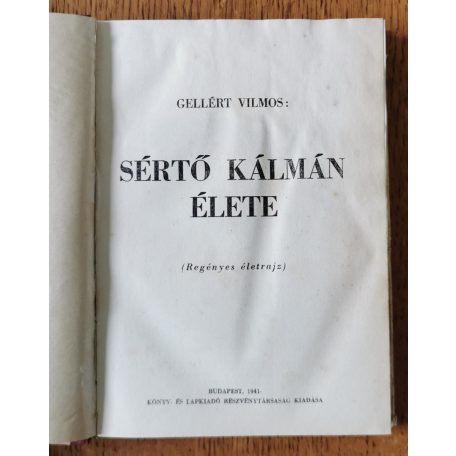 GELLÉRT VILMOS:
SÉRTŐ KÁLMÁN
ÉLETE
(Regényes életrajz)
BUDAPEST, 1941.
KÖNYV- ÉS LAPKIADÓ RÉSZVÉNYTÁRSASÁG KIADÁSA